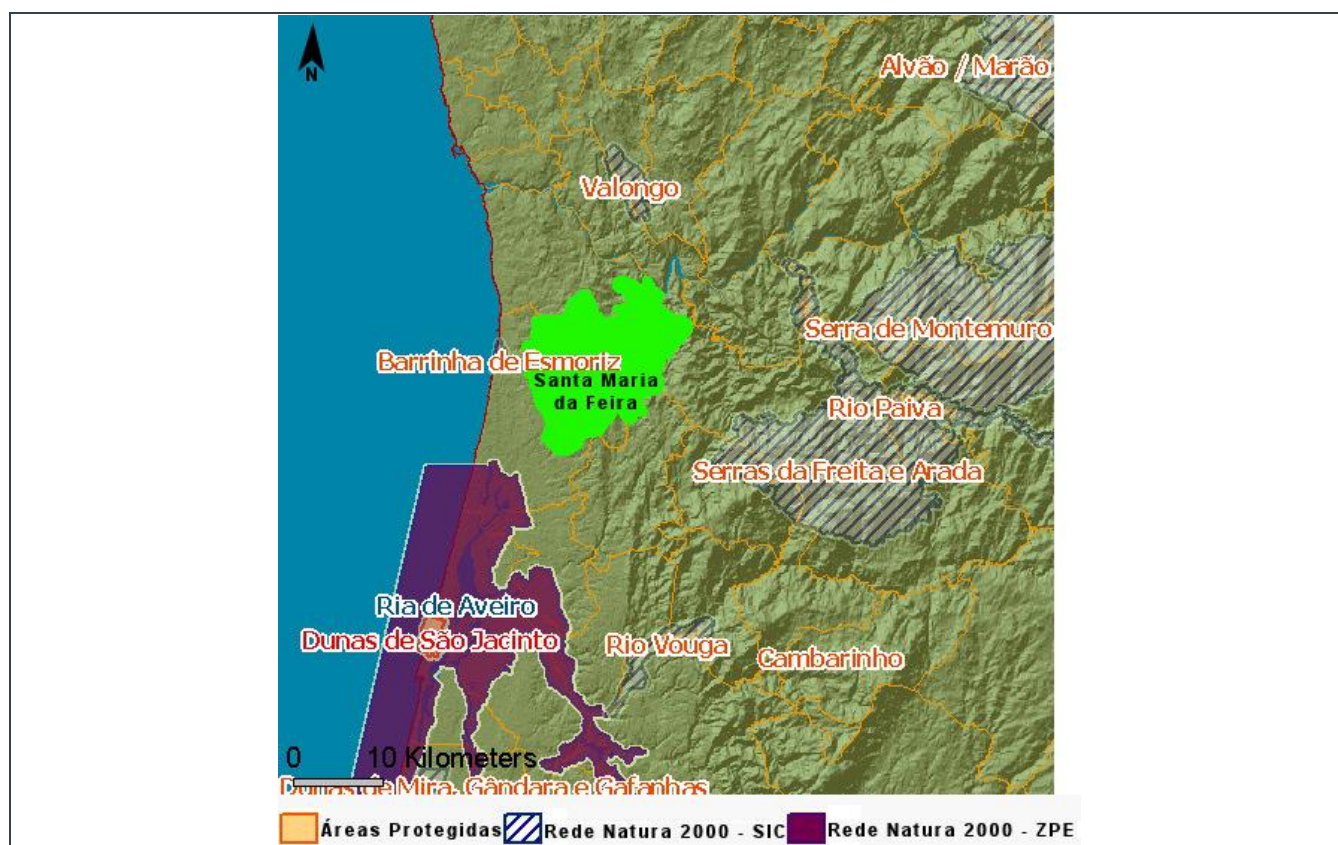 N
Alvão / Marão
Valongo
Serra de Montemuro
Barrinha de Esmoriz
Santa Maria
da Feira
Rio Paiva
Serras da Freita e Arada
Ria de Aveiro
Dunas de São Jacinto
Rio Vouga
Cambarinho
0 10 Kilometers
Dunas de Mira, Gândara e Gafanhas
Áreas Protegidas Rede Natura 2000 - SIC Rede Natura 2000 - ZPE